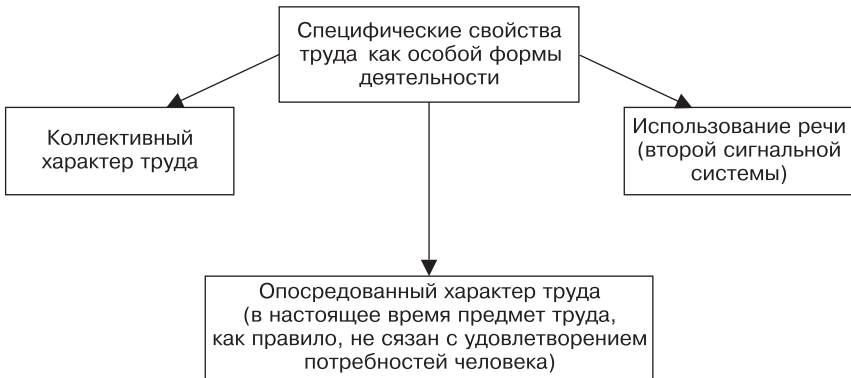 Специфические свойства
труда как особой формы
деятельности
Коллективный
характер труда
Использование речи
(второй сигнальной
системы)
Опосредованный характер труда
(в настоящее время предмет труда,
как правило, не сязан с удовлетворением
потребностей человека)